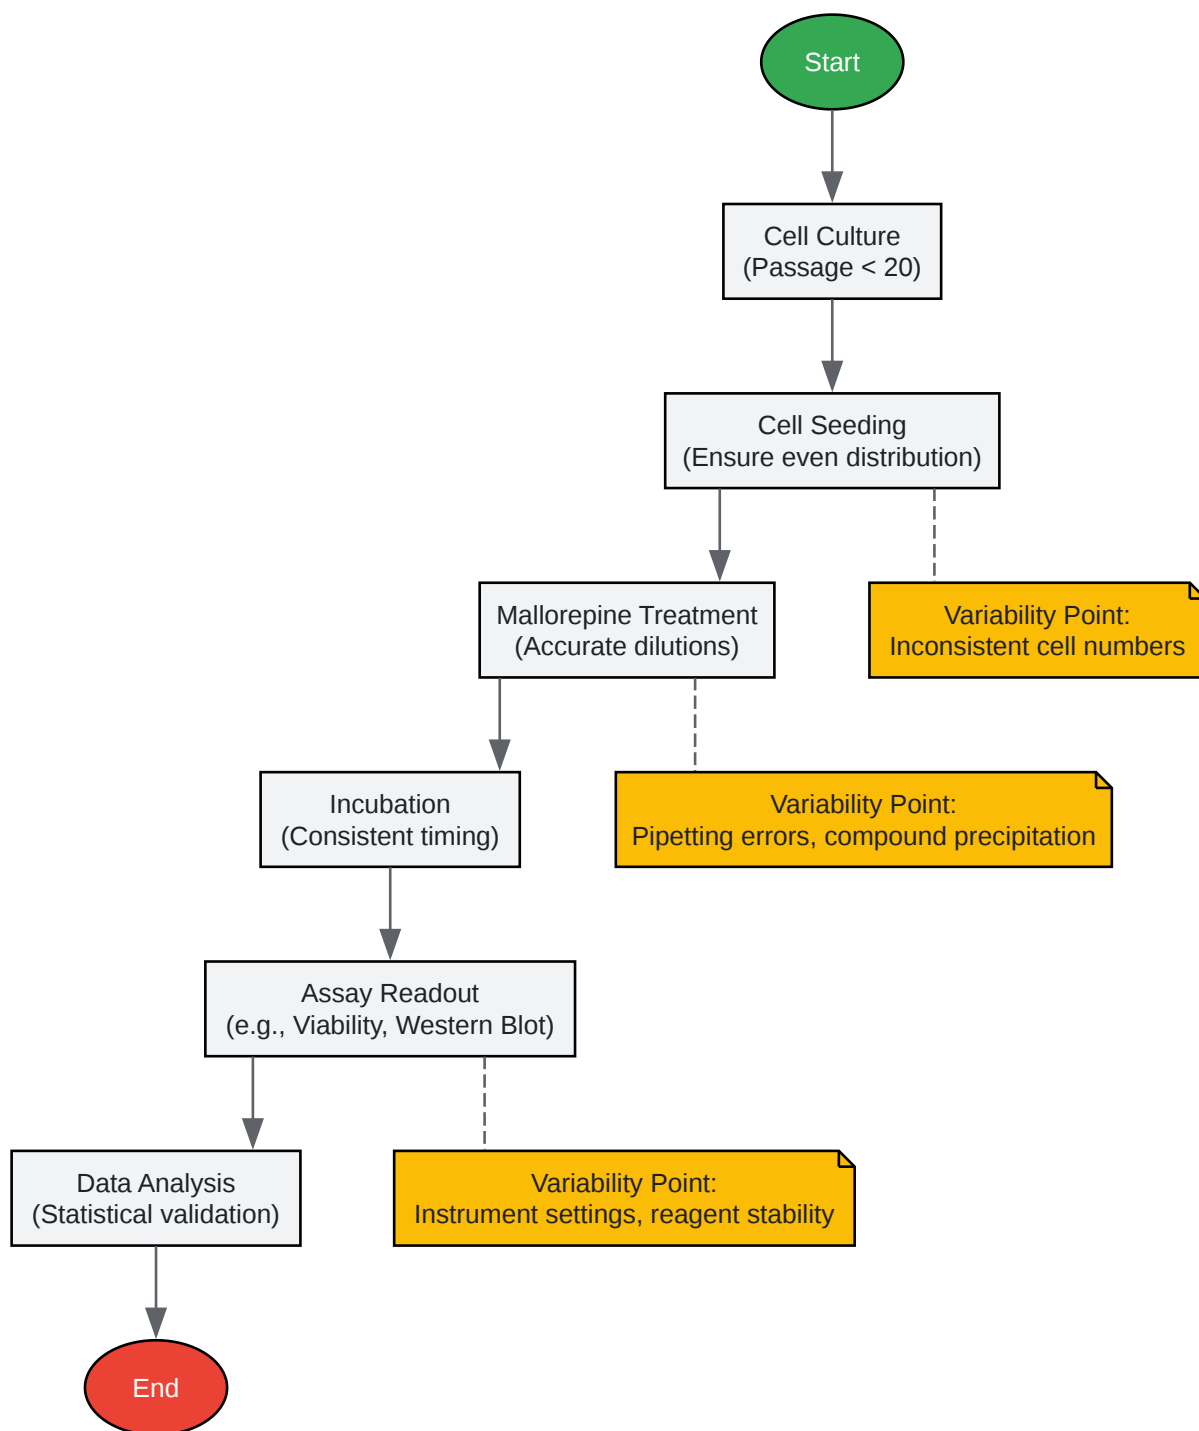 Start
Cell Culture
(Passage < 20)
Cell Seeding
(Ensure even distribution)
Mallorepine Treatment
(Accurate dilutions)
Variability Point:
Inconsistent cell numbers
Incubation
(Consistent timing)
Variability Point:
Pipetting errors, compound precipitation
Assay Readout
(e.g., Viability, Western Blot)
Data Analysis
(Statistical validation)
Variability Point:
Instrument settings, reagent stability
End